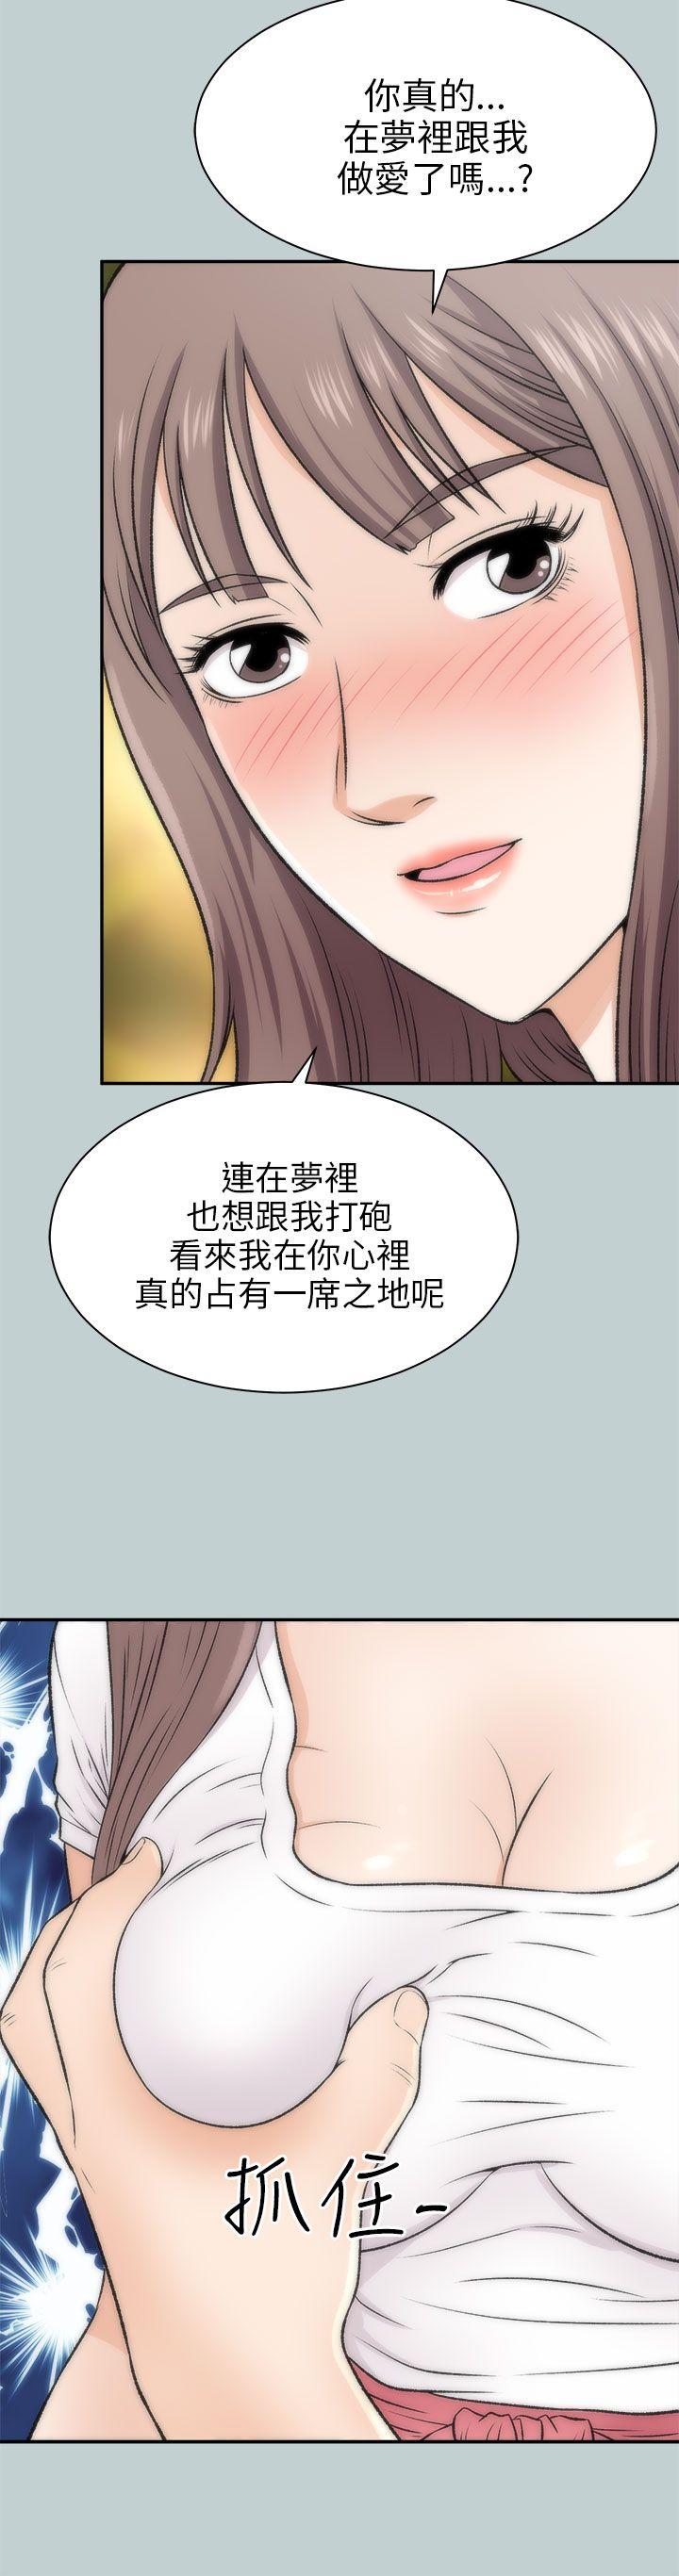 你真的...
在夢裡跟我
做愛了嗎...?
連在夢裡
也想跟我打砲
看來我在你心裡
真的占有一席之地呢
抓住-